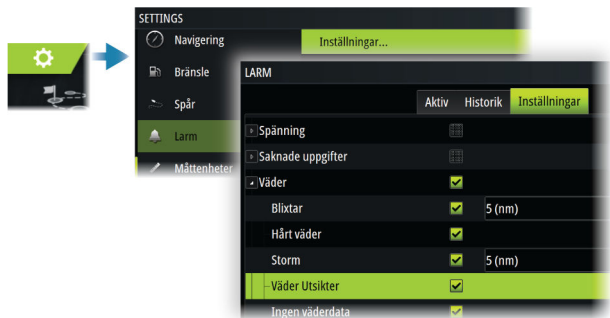 SETTINGS
Navigering
Inställningar...
Bränsle
Spår
Larm
Måttenheter
LARM
Aktiv Historik Inställningar
Spänning
Saknade uppgifter
Väder
Blixtar 5 (nm)
Hårt väder
Storm 5 (nm)
Väder Utsikter
Ingen väderdata